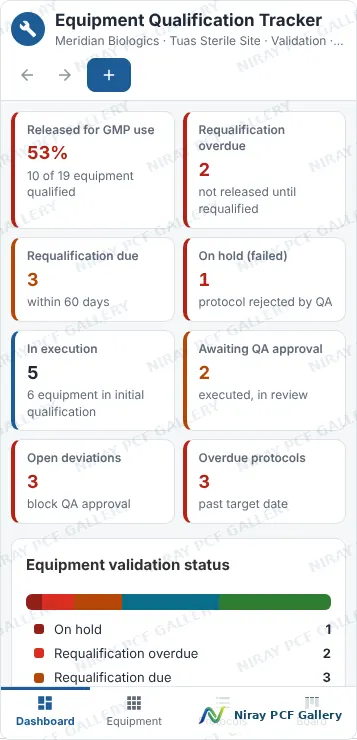 Equipment Qualification Tracker
Meridian Biologics · Tuas Sterile Site · Validation ·...
Released for GMP use
53%
10 of 19 equipment
qualified
Requalification
overdue
2
not released until
requalified
Requalification due
3
within 60 days
On hold (failed)
1
protocol rejected by QA
In execution
5
6 equipment in initial
qualification
Awaiting QA approval
2
executed, in review
Open deviations
3
block QA approval
Overdue protocols
3
past target date
Equipment validation status
On hold 1
Requalification overdue 2
Requalification due 3
Dashboard
Equipment
Board
Niray PCF Gallery
NIRAY PCF GALLERY